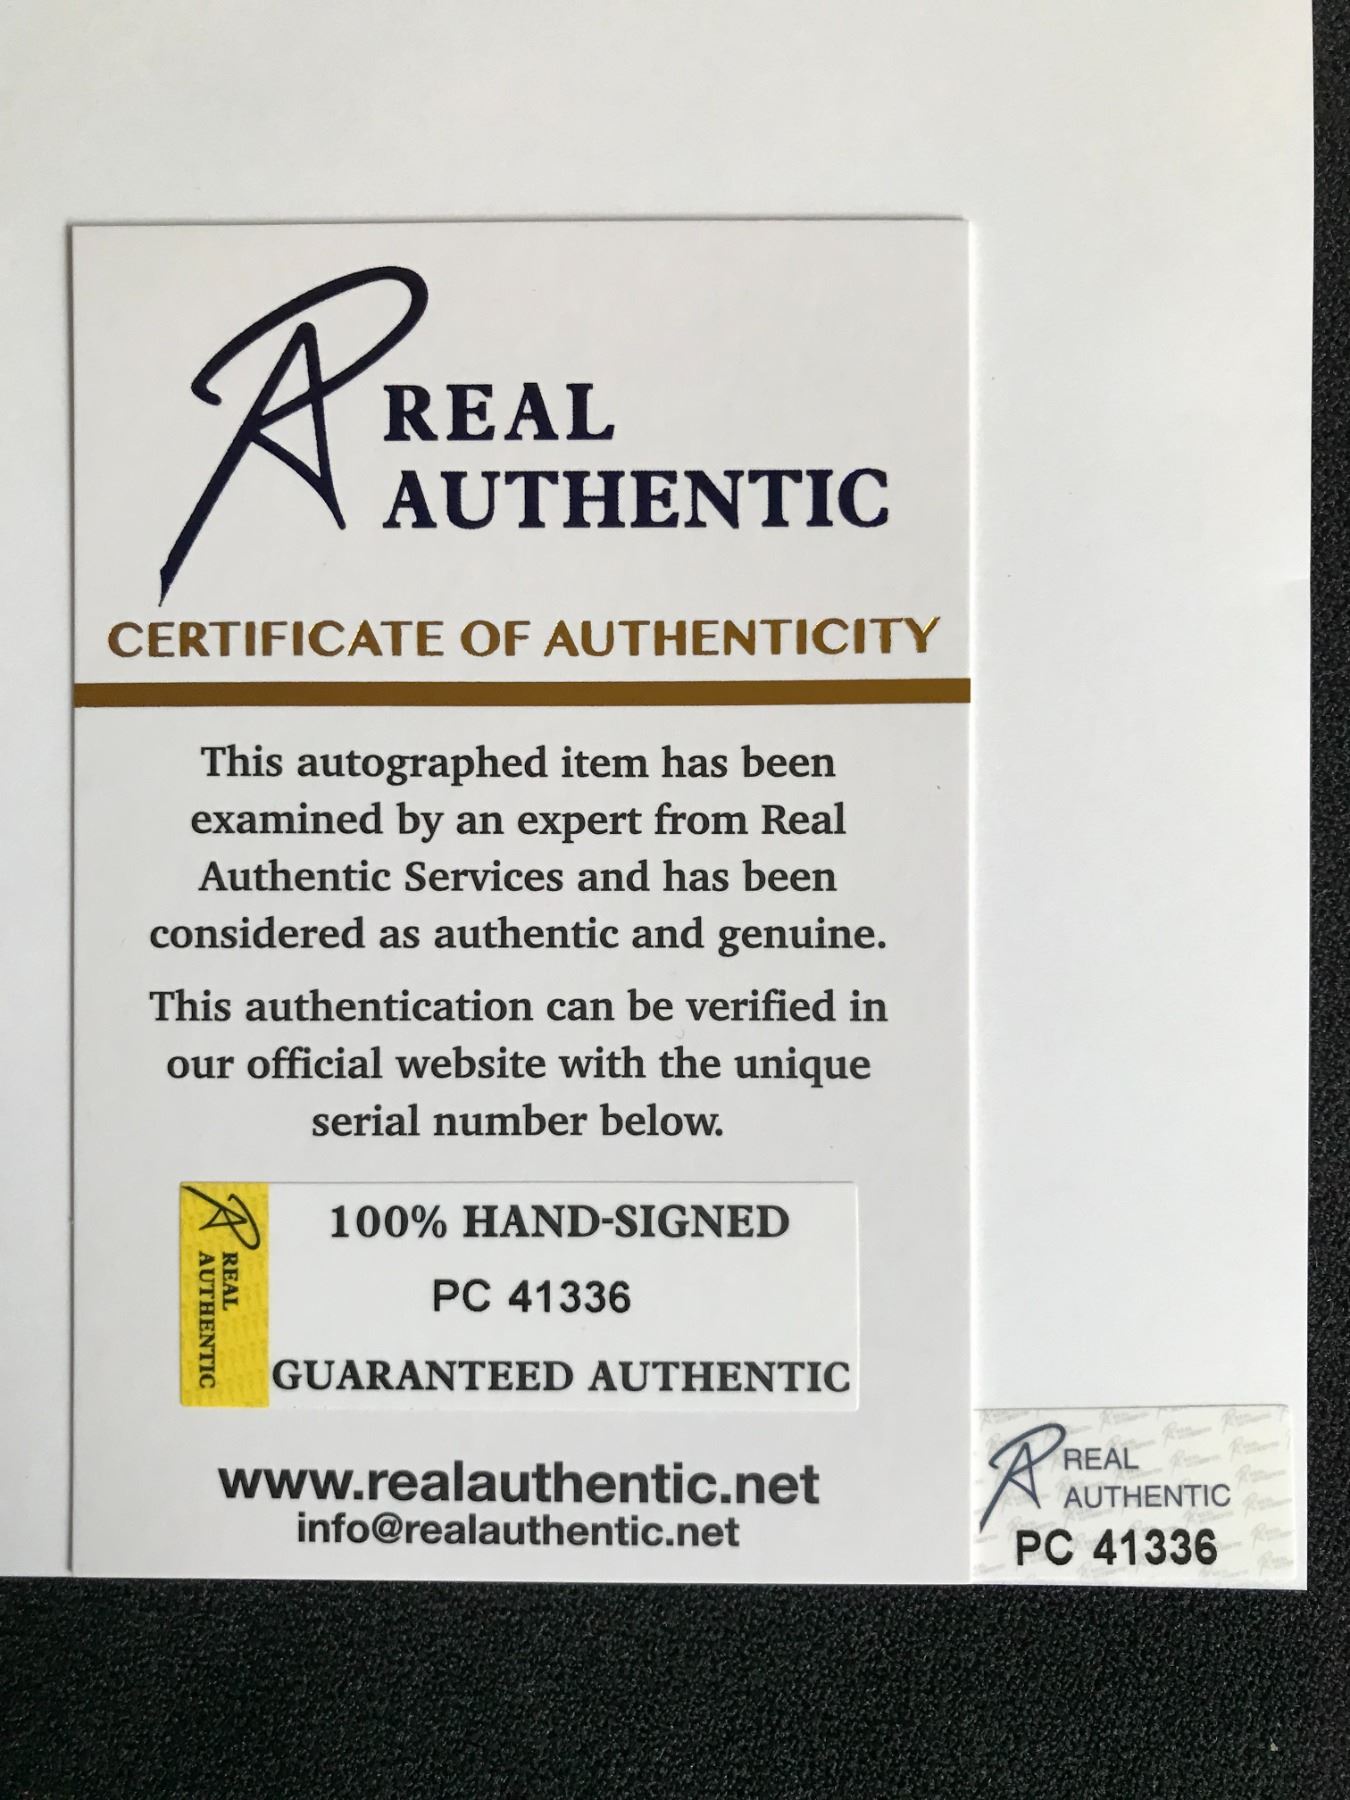 REAL
AUTHENTIC
CERTIFICATE OF AUTHENTICITY
This autographed item has been
examined by an expert from Real
Authentic Services and has been
considered as authentic and genuine.
This authentication can be verified in
our official website with the unique
serial number below.
REAL
AUTHENTIC
100% HAND-SIGNED
PC 41336
GUARANTEED AUTHENTIC
www.realauthentic.net
info@realauthentic.net
REAL
AUTHENTIC
PC 41336